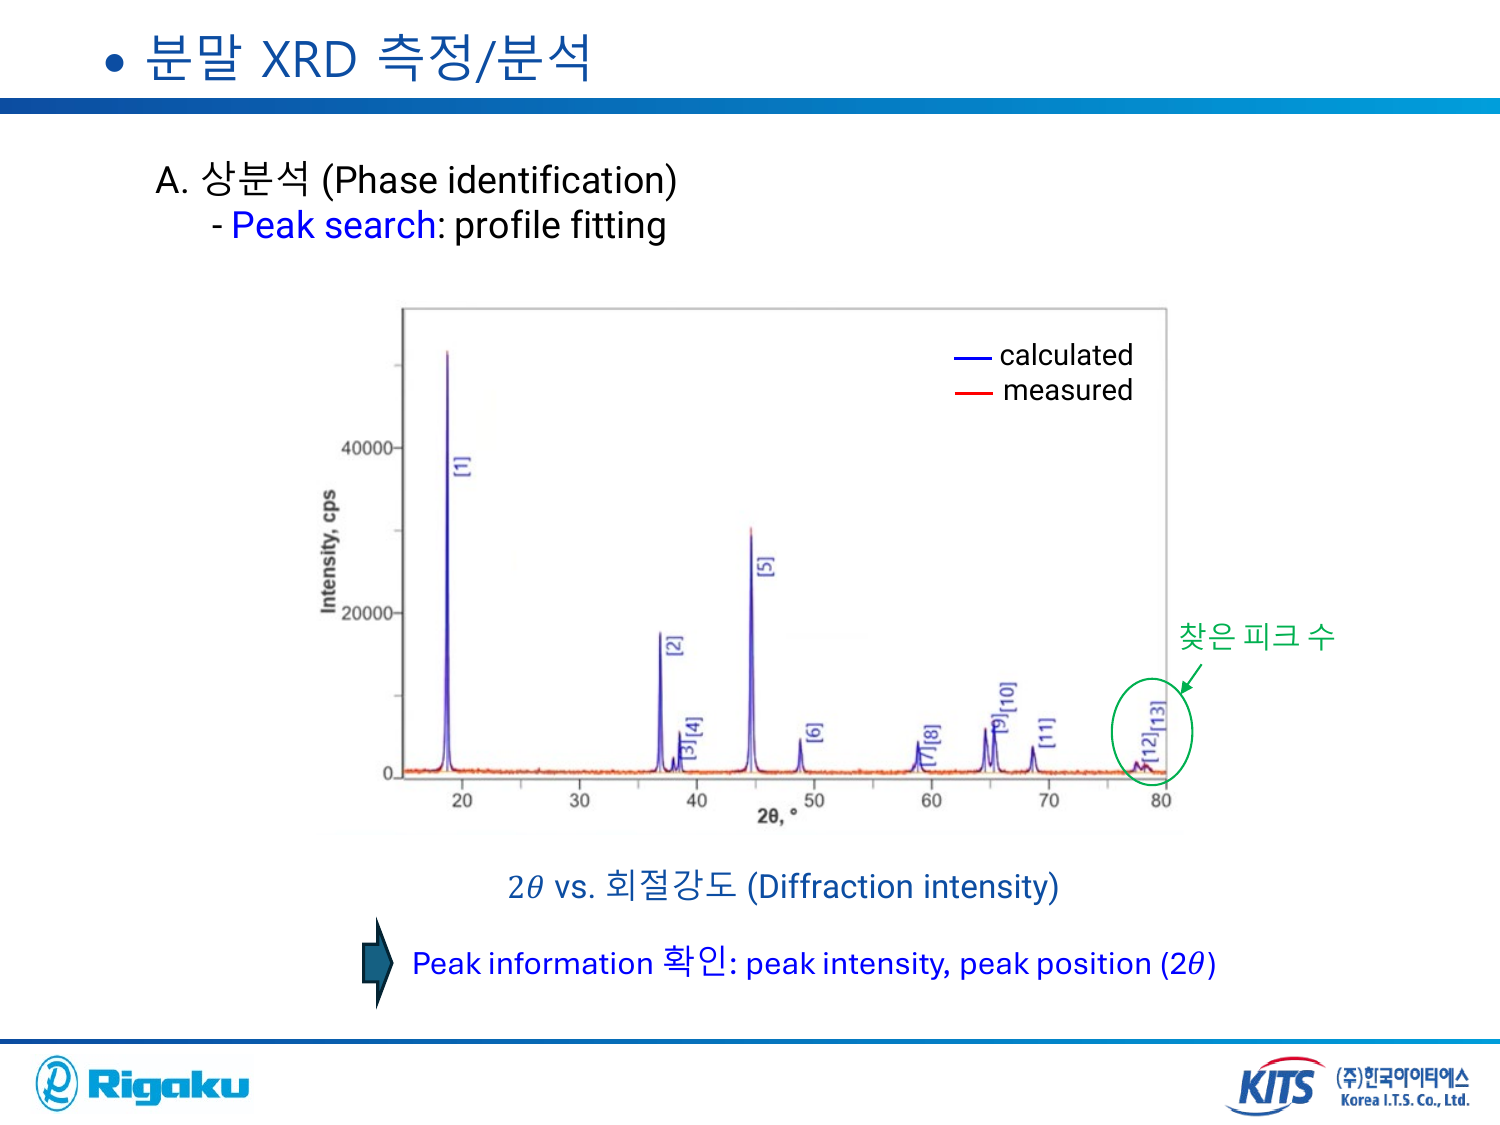 • 분말 XRD 측정/분석
A. 상분석 (Phase identification)
- Peak search: profile fitting
calculated
measured
40000
20000
0
Intensity, cps
[1]
[2]
[3]
[4]
[5]
[6]
[7]
[8]
[9]
[10]
[11]
[12]
[13]
찾은 피크 수
20 30 40 50 60 70 80
2θ, °
2θ vs. 회절강도 (Diffraction intensity)
Peak information 확인: peak intensity, peak position (2θ)
Rigaku
KITS
(주)한국아이티에스
Korea I.T.S. Co., Ltd.